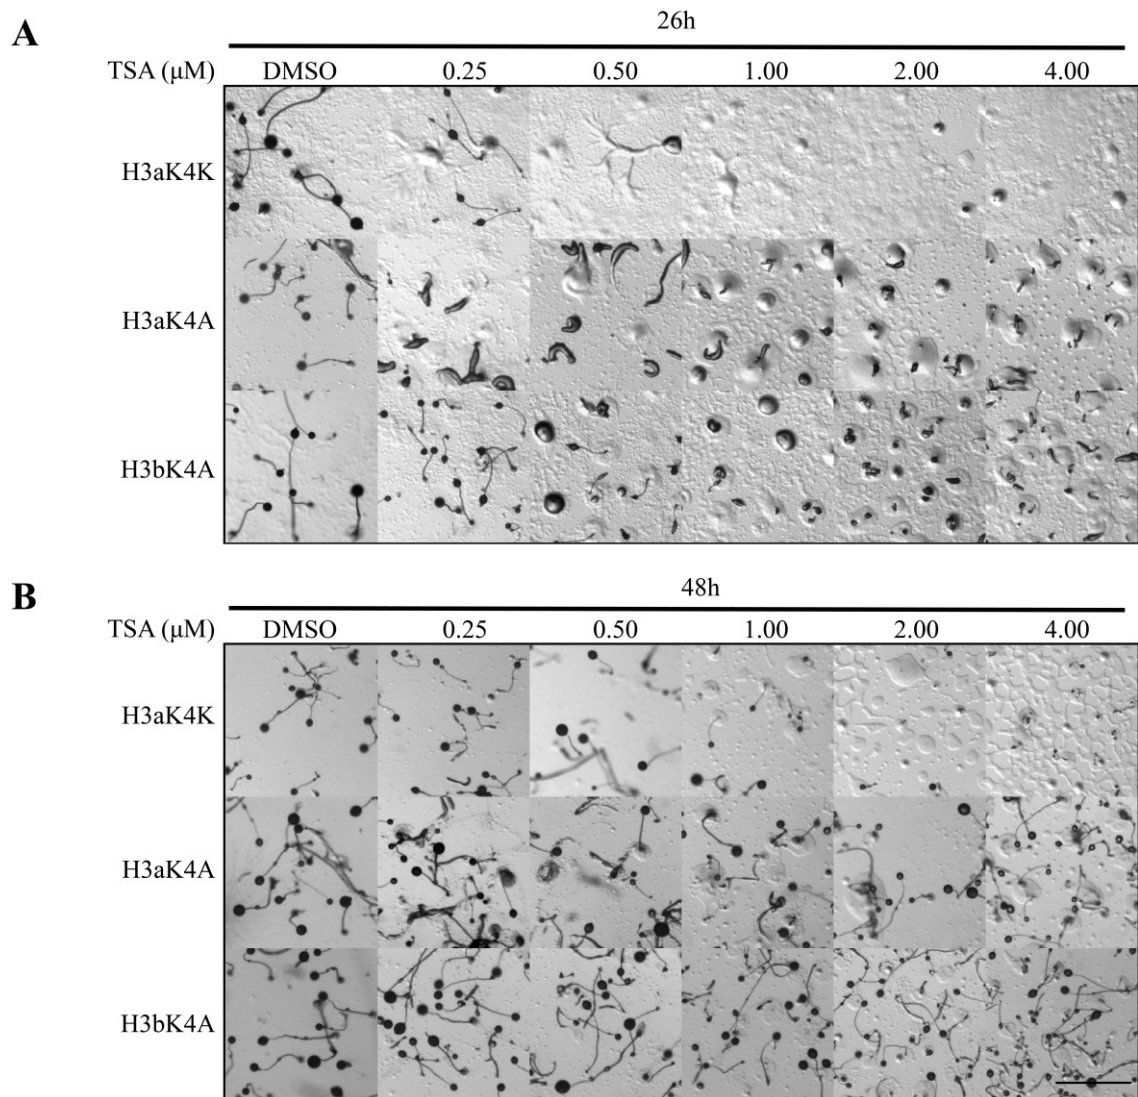 A
26h
TSA (μM) DMSO 0.25 0.50 1.00 2.00 4.00
H3aK4K
H3aK4A
H3bK4A
B
48h
TSA (μM) DMSO 0.25 0.50 1.00 2.00 4.00
H3aK4K
H3aK4A
H3bK4A